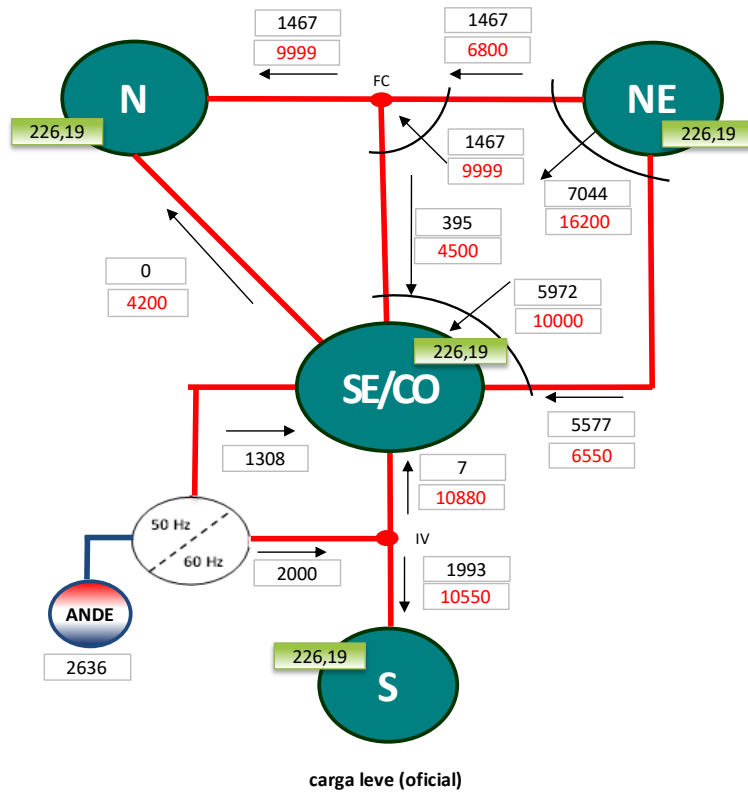 1467
9999
1467
6800
FC
N
NE
226,19
226,19
1467
9999
7044
16200
395
4500
0
4200
5972
10000
226,19
SE/CO
5577
6550
1308
7
10880
50 Hz
60 Hz
IV
2000
1993
10550
ANDE
2636
226,19
S
carga leve (oficial)